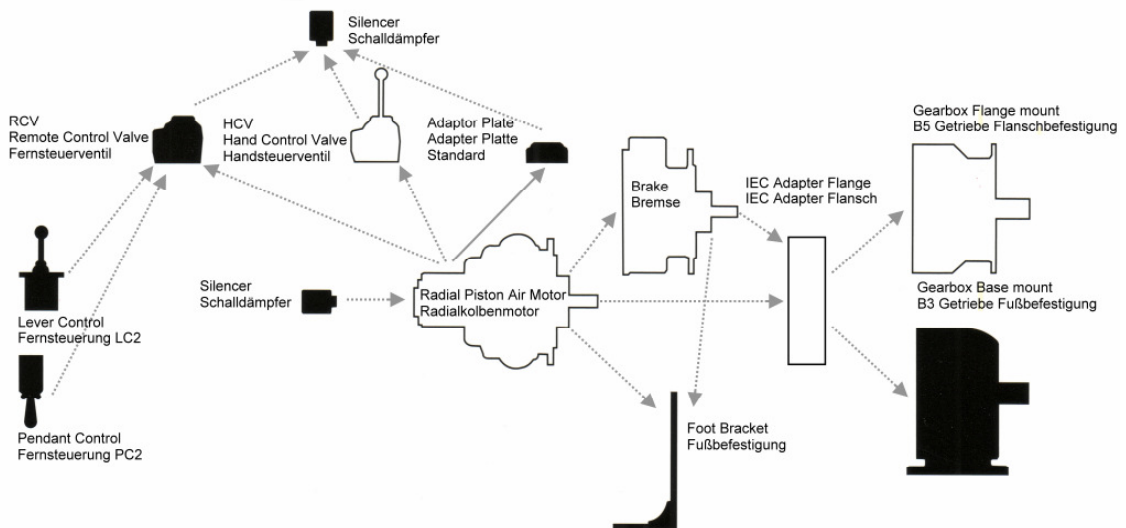 Silencer
Schalldämpfer
RCV
Remote Control Valve
Fernsteuerventil
HCV
Hand Control Valve
Handsteuerventil
Adaptor Plate
Adapter Platte
Standard
Gearbox Flange mount
B5 Getriebe Flanschbefestigung
Brake
Bremse
IEC Adapter Flange
IEC Adapter Flansch
Silencer
Schalldämpfer
Radial Piston Air Motor
Radialkolbenmotor
Gearbox Base mount
B3 Getriebe Fußbefestigung
Lever Control
Fernsteuerung LC2
Pendant Control
Fernsteuerung PC2
Foot Bracket
Fußbefestigung